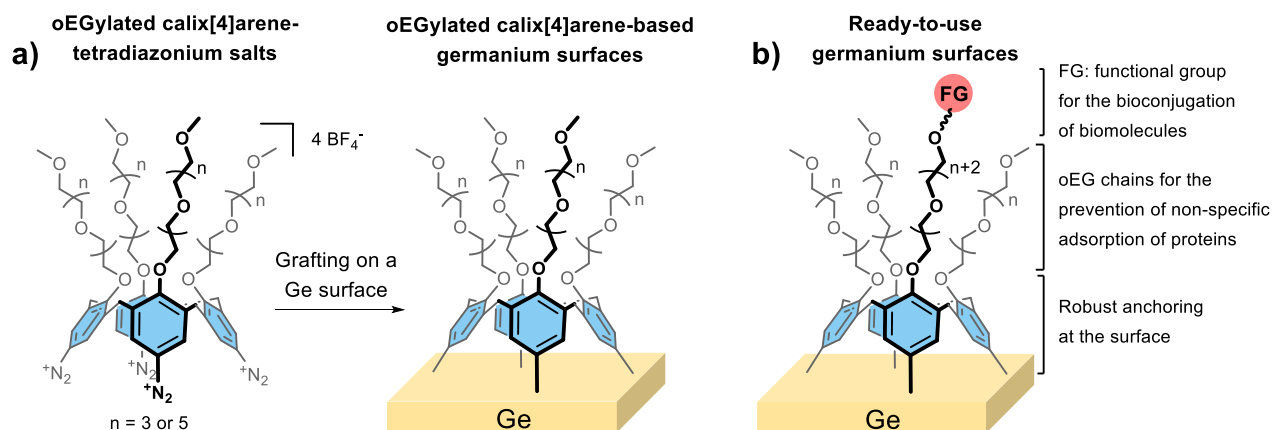 a)
oEGylated calix[4]arene-
tetradiazonium salts
4 BF4-
O
O
O
O
n
n
n
n
O
O
O
O
O
O
O
O
+N2
+N2
+N2
+N2
n = 3 or 5
Grafting on a
Ge surface
oEGylated calix[4]arene-based
germanium surfaces
O
O
O
O
n
n
n
n
O
O
O
O
O
O
O
O
Ge
b)
Ready-to-use
germanium surfaces
FG
O
O
O
O
n
n
n+2
n
O
O
O
O
O
O
O
O
Ge
FG: functional group
for the bioconjugation
of biomolecules
oEG chains for the
prevention of non-specific
adsorption of proteins
Robust anchoring
at the surface